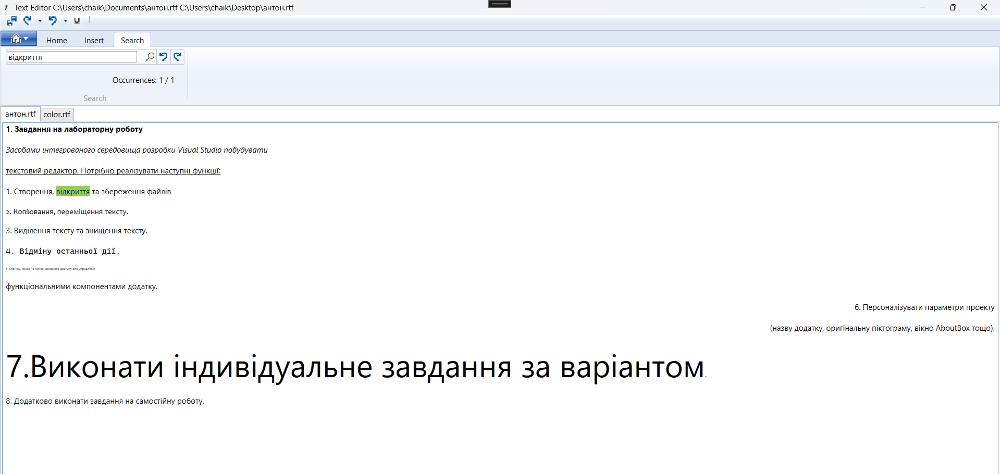 Text Editor C:\Users\chaik\Documents\антон.rtf C:\Users\chaik\Desktop\антон.rtf
Home Insert Search
відкриття
Occurrences: 1 / 1
Search
антон.rtf color.rtf
1. Завдання на лабораторну роботу
Засобами інтегрованого середовища розробки Visual Studio побудувати
текстовий редактор. Потрібно реалізувати наступні функції:
1. Створення, відкриття та збереження файлів
2. Копіювання, переміщення тексту.
3. Виділення тексту та знищення тексту.
4. Відміну останньої дії.
5. Стрічку, меню та меню швидкого доступу для управління
функціональними компонентами додатку.
6. Персоналізувати параметри проекту
(назву додатку, оригінальну піктограму, вікно AboutBox тощо).
7.Виконати індивідуальне завдання за варіантом.
8. Додатково виконати завдання на самостійну роботу.